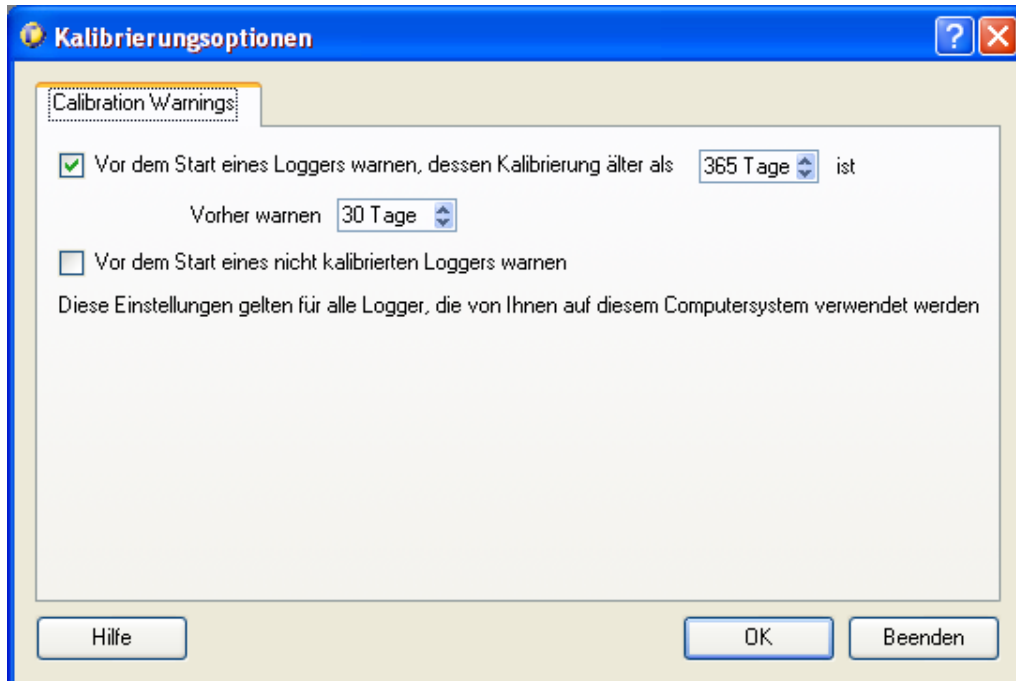 Kalibrierungsoptionen
Calibration Warnings
Vor dem Start eines Loggers warnen, dessen Kalibrierung älter als 365 Tage ist
Vorher warnen 30 Tage
Vor dem Start eines nicht kalibrierten Loggers warnen
Diese Einstellungen gelten für alle Logger, die von Ihnen auf diesem Computersystem verwendet werden
Hilfe OK Beenden